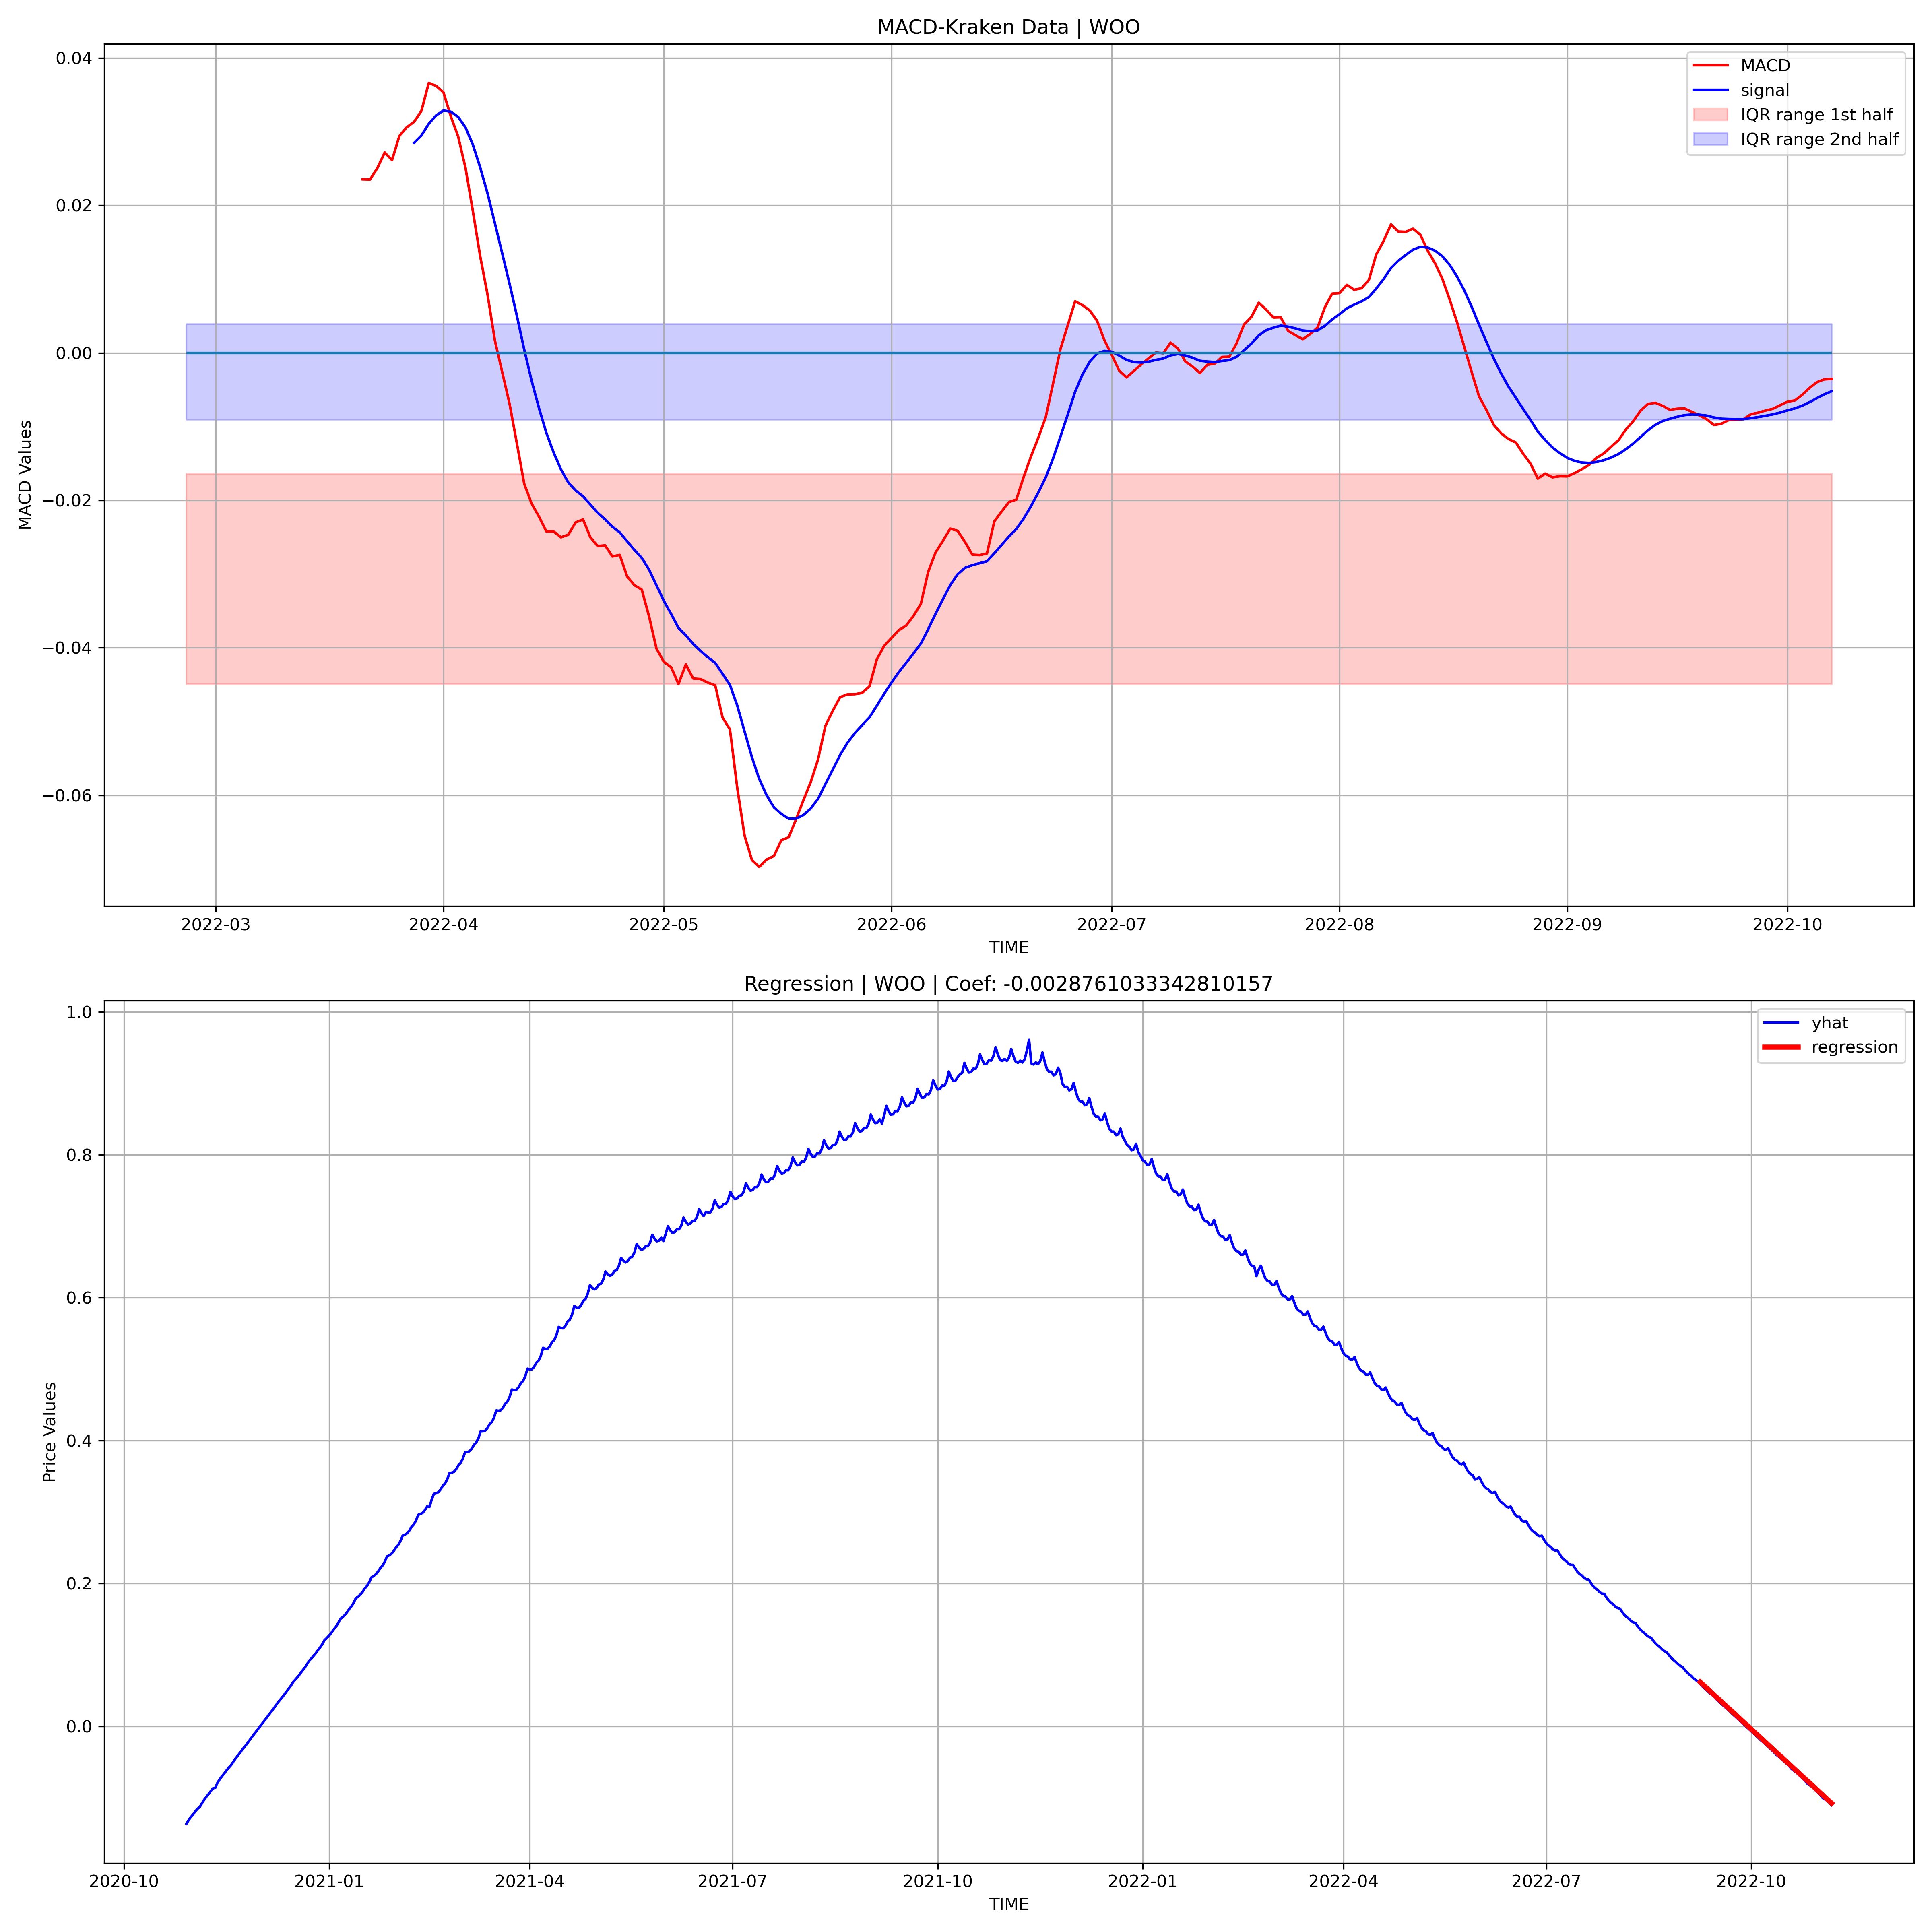 MACD-Kraken Data | WOO
MACD
signal
IQR range 1st half
IQR range 2nd half
MACD Values
0.04
0.02
0.00
−0.02
−0.04
−0.06
2022-03 2022-04 2022-05 2022-06 2022-07 2022-08 2022-09 2022-10
TIME
Regression | WOO | Coef: -0.0028761033342810157
yhat
regression
Price Values
1.0
0.8
0.6
0.4
0.2
0.0
2020-10 2021-01 2021-04 2021-07 2021-10 2022-01 2022-04 2022-07 2022-10
TIME